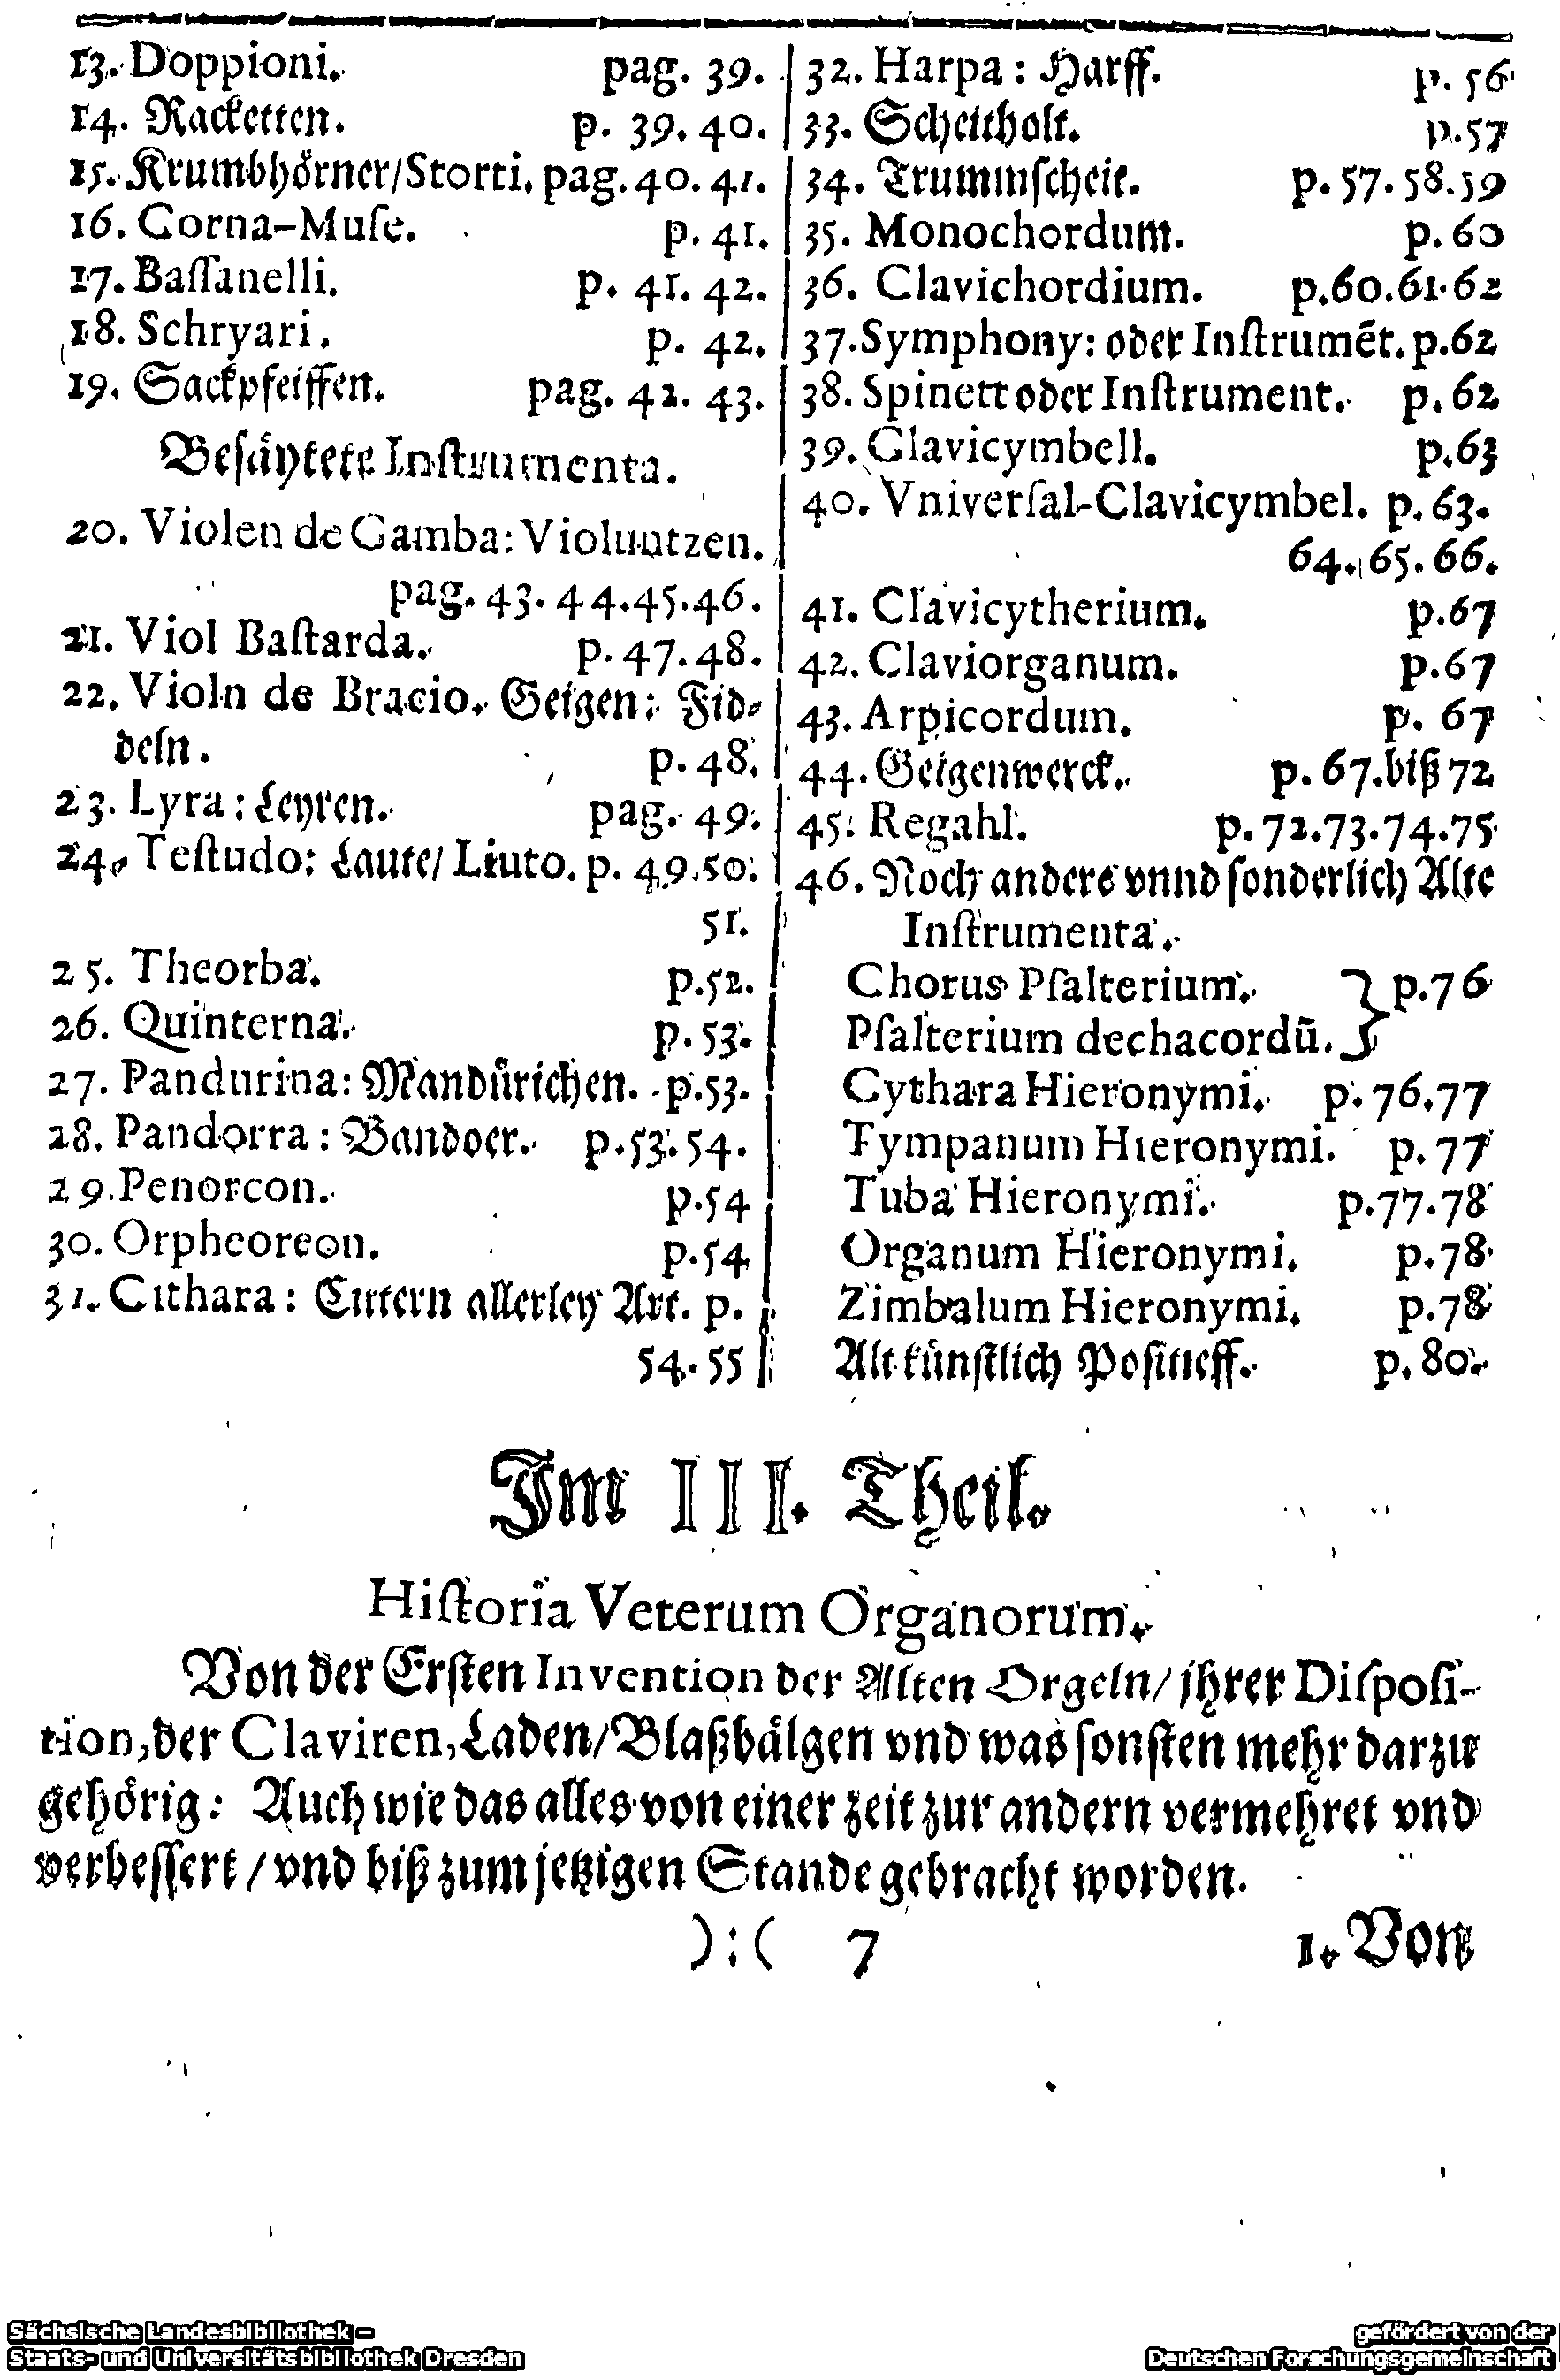 13. Doppioni. pag. 39.
14. Racketten. p. 39. 40.
15. Krumbhörner/Storti. pag. 40. 41.
16. Corna-Muſe. p. 41.
17. Baſſanelli. p. 41. 42.
18. Schryari. p. 42.
19. Sackpfeiffen. pag. 42. 43.
Beſäytete Inſtrumenta.
20. Violen de Gamba: Violuntzen.
pag. 43. 44. 45. 46.
21. Viol Baſtarda. p. 47. 48.
22. Violn de Bracio. Geigen: Fid-
deln. p. 48.
23. Lyra: Leyren. pag. 49.
24. Teſtudo: Laute/ Liuto. p. 49. 50.
51.
25. Theorba. p. 52.
26. Quinterna. p. 53.
27. Pandurina: Mandürichen. p. 53.
28. Pandorra: Bandoer. p. 53. 54.
29. Penorcon. p. 54
30. Orpheoreon. p. 54
31. Cithara: Cittern allerley Art. p.
54. 55
32. Harpa: Harff. p. 56
33. Scheitholt. p. 57
34. Trummſcheit. p. 57. 58. 59
35. Monochordum. p. 60
36. Clavichordium. p. 60. 61. 62
37. Symphony: oder Inſtrumēt. p. 62
38. Spinett oder Inſtrument. p. 62
39. Clavicymbell. p. 63
40. Vniverſal-Clavicymbel. p. 63.
64. 65. 66.
41. Clavicytherium. p. 67
42. Claviorganum. p. 67
43. Arpicordum. p. 67
44. Geigenwerck. p. 67. biß 72
45. Regahl. p. 72. 73. 74. 75
46. Noch andere vnnd ſonderlich Alte
Inſtrumenta.
Chorus Pſalterium. } p. 76
Pſalterium dechacordū.
Cythara Hieronymi. p. 76. 77
Tympanum Hieronymi. p. 77
Tuba Hieronymi. p. 77. 78
Organum Hieronymi. p. 78
Zimbalum Hieronymi. p. 78
Alt künſtlich Poſitieff. p. 80.
Im III. Theil.
Hiſtoria Veterum Organorum.
Von der Erſten Invention der Alten Orgeln/ jhrer Diſpoſi-
tion, der Claviren, Laden/ Blaßbälgen vnd was ſonſten mehr darzu
gehörig: Auch wie das alles von einer zeit zur andern vermehret vnd
verbeſſert/ vnd biß zum jetzigen Stande gebracht worden.
):( 7 1. Von
Sächsische Landesbibliothek – gefördert von der
Staats- und Universitätsbibliothek Dresden Deutschen Forschungsgemeinschaft